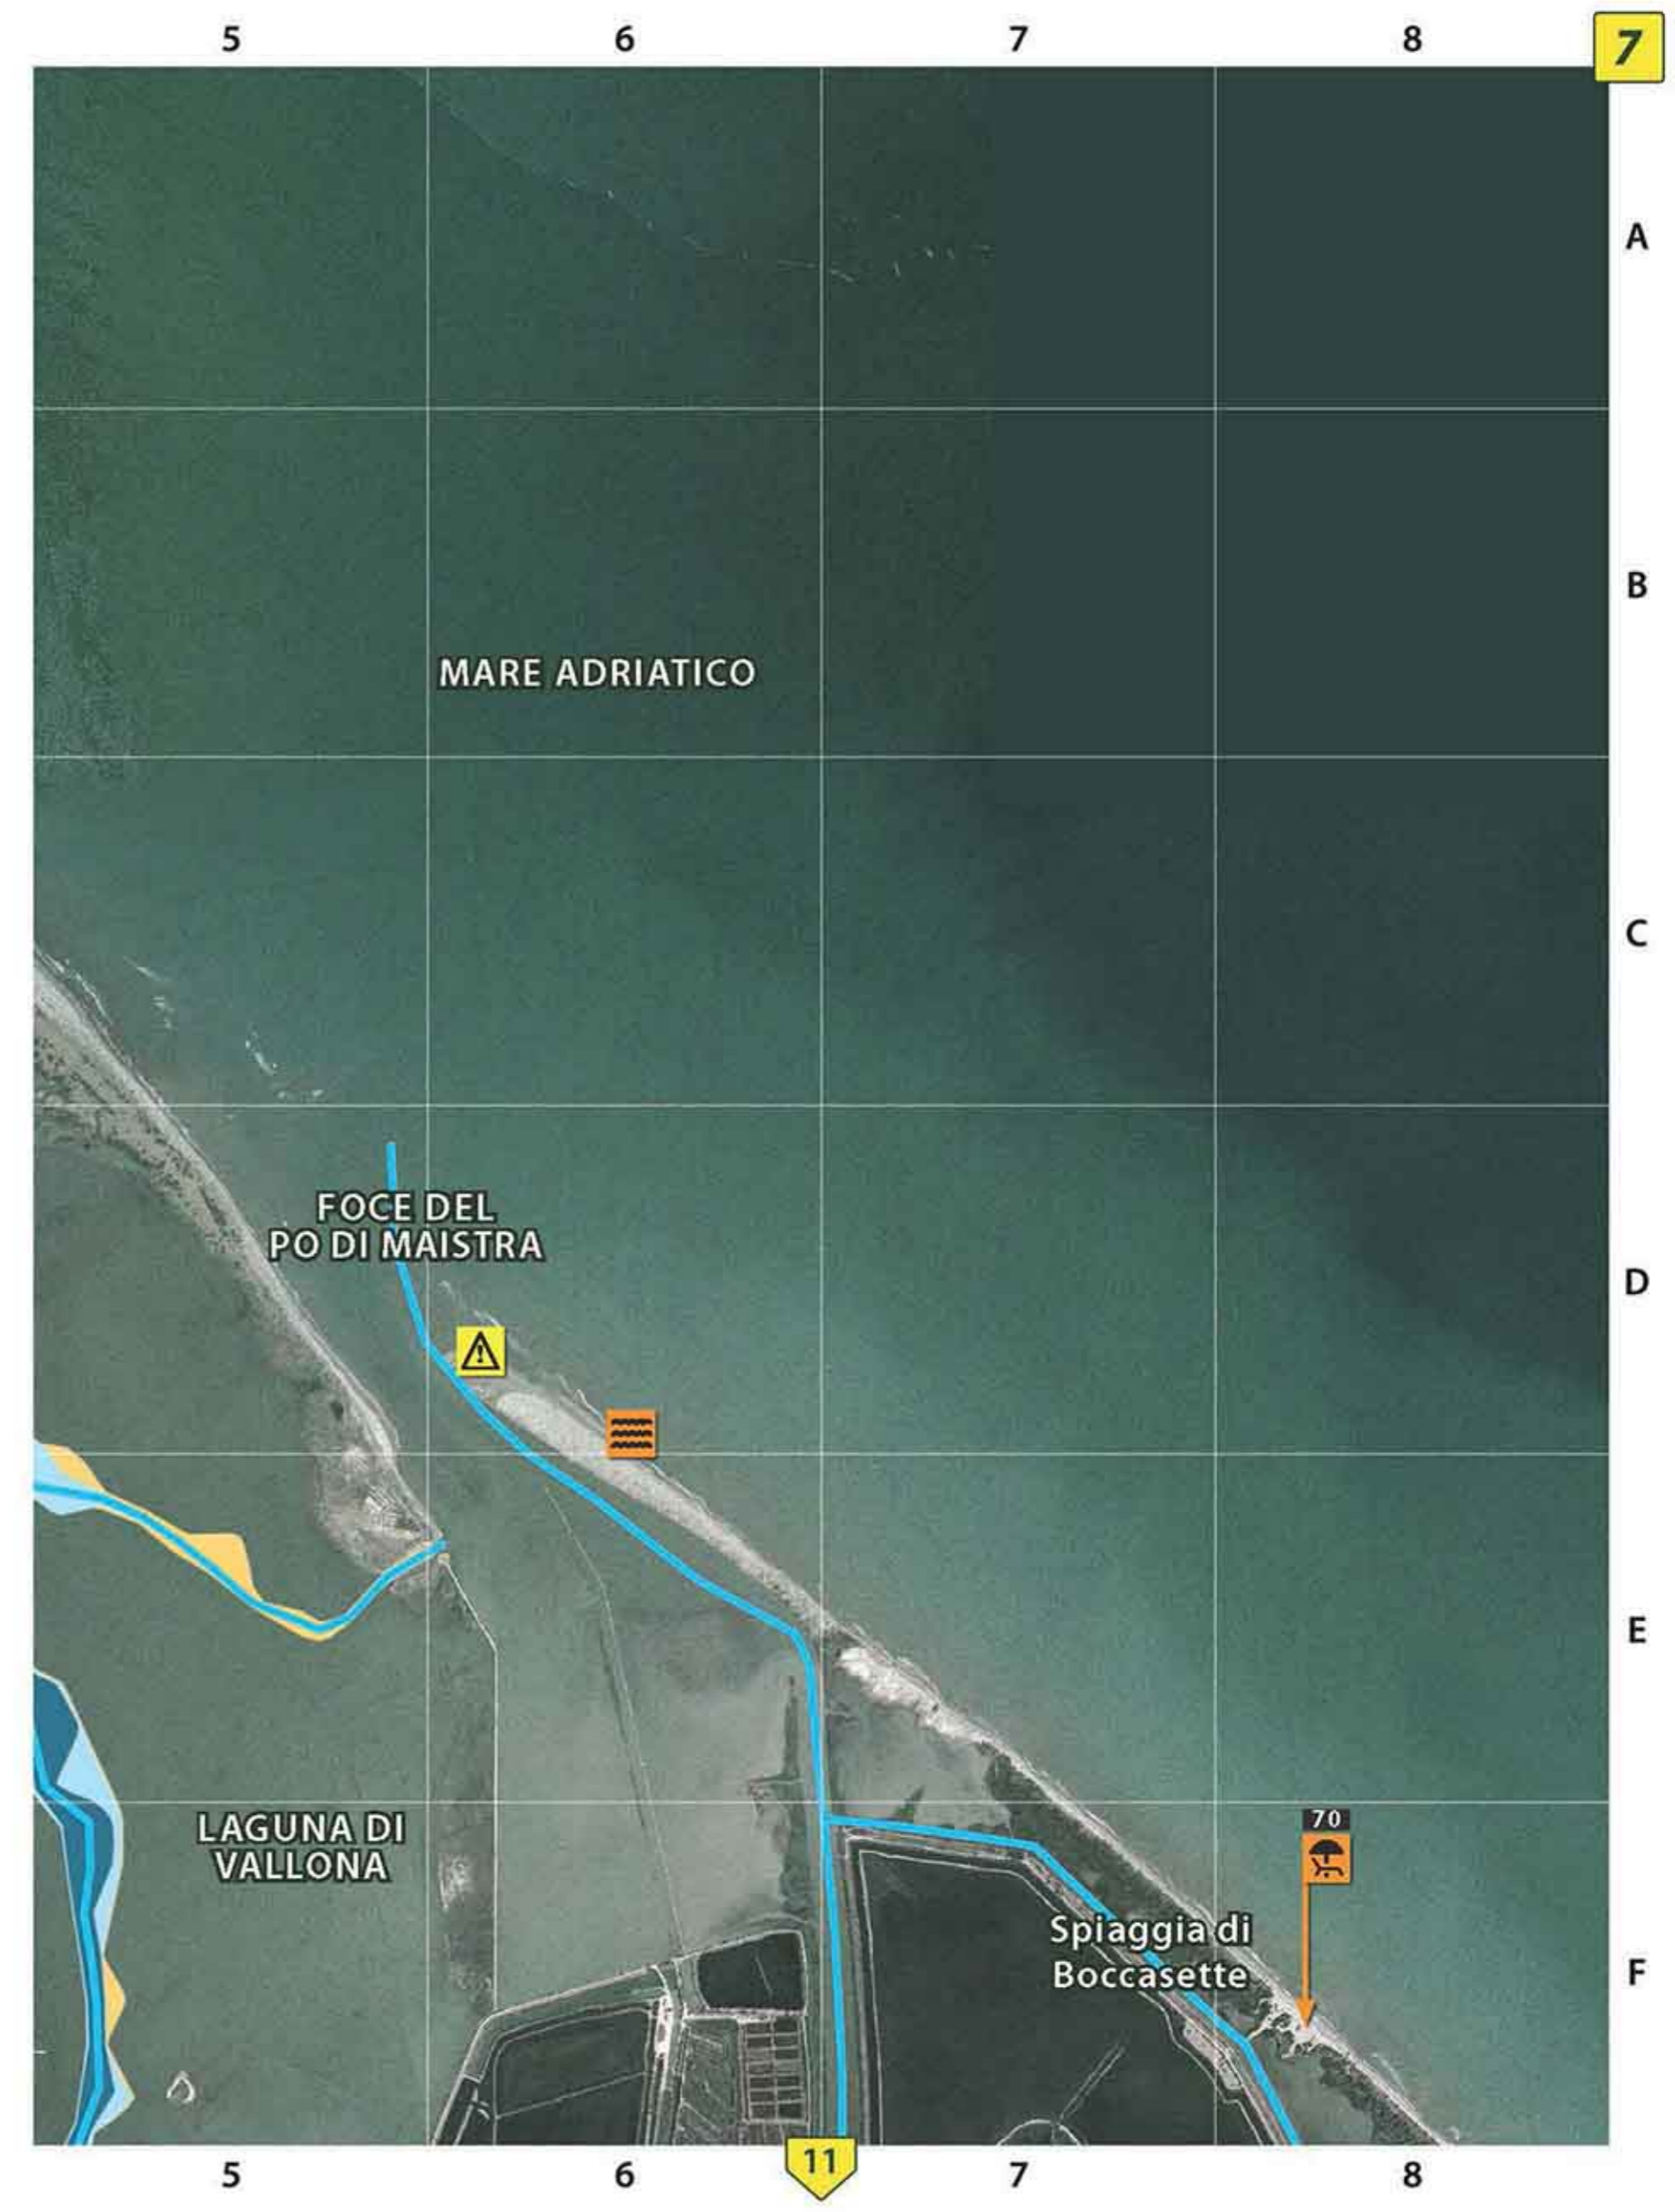 5
6
7
8
7
A
B
MARE ADRIATICO
C
FOCE DEL
PO DI MAISTRA
D
E
LAGUNA DI
VALLONA
70
Spiaggia di
Boccasette
F
5
6
11
7
8